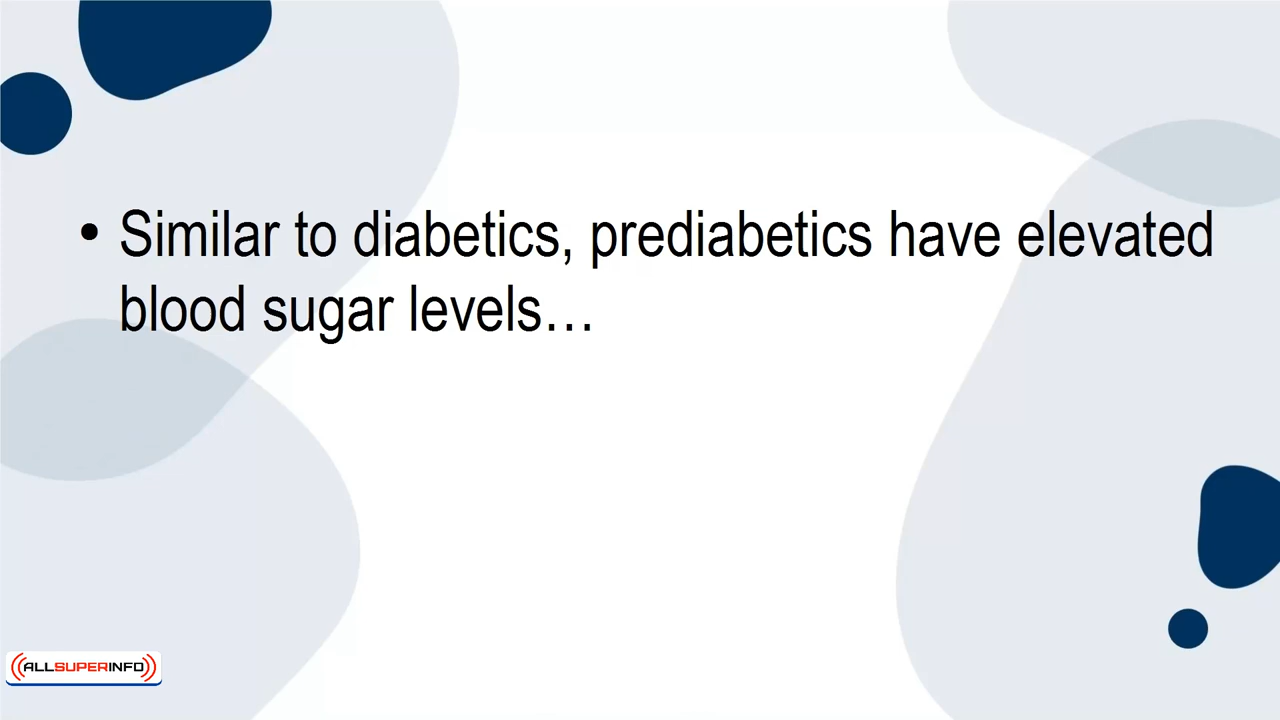 • Similar to diabetics, prediabetics have elevated
blood sugar levels…
ALLSUPERINFO